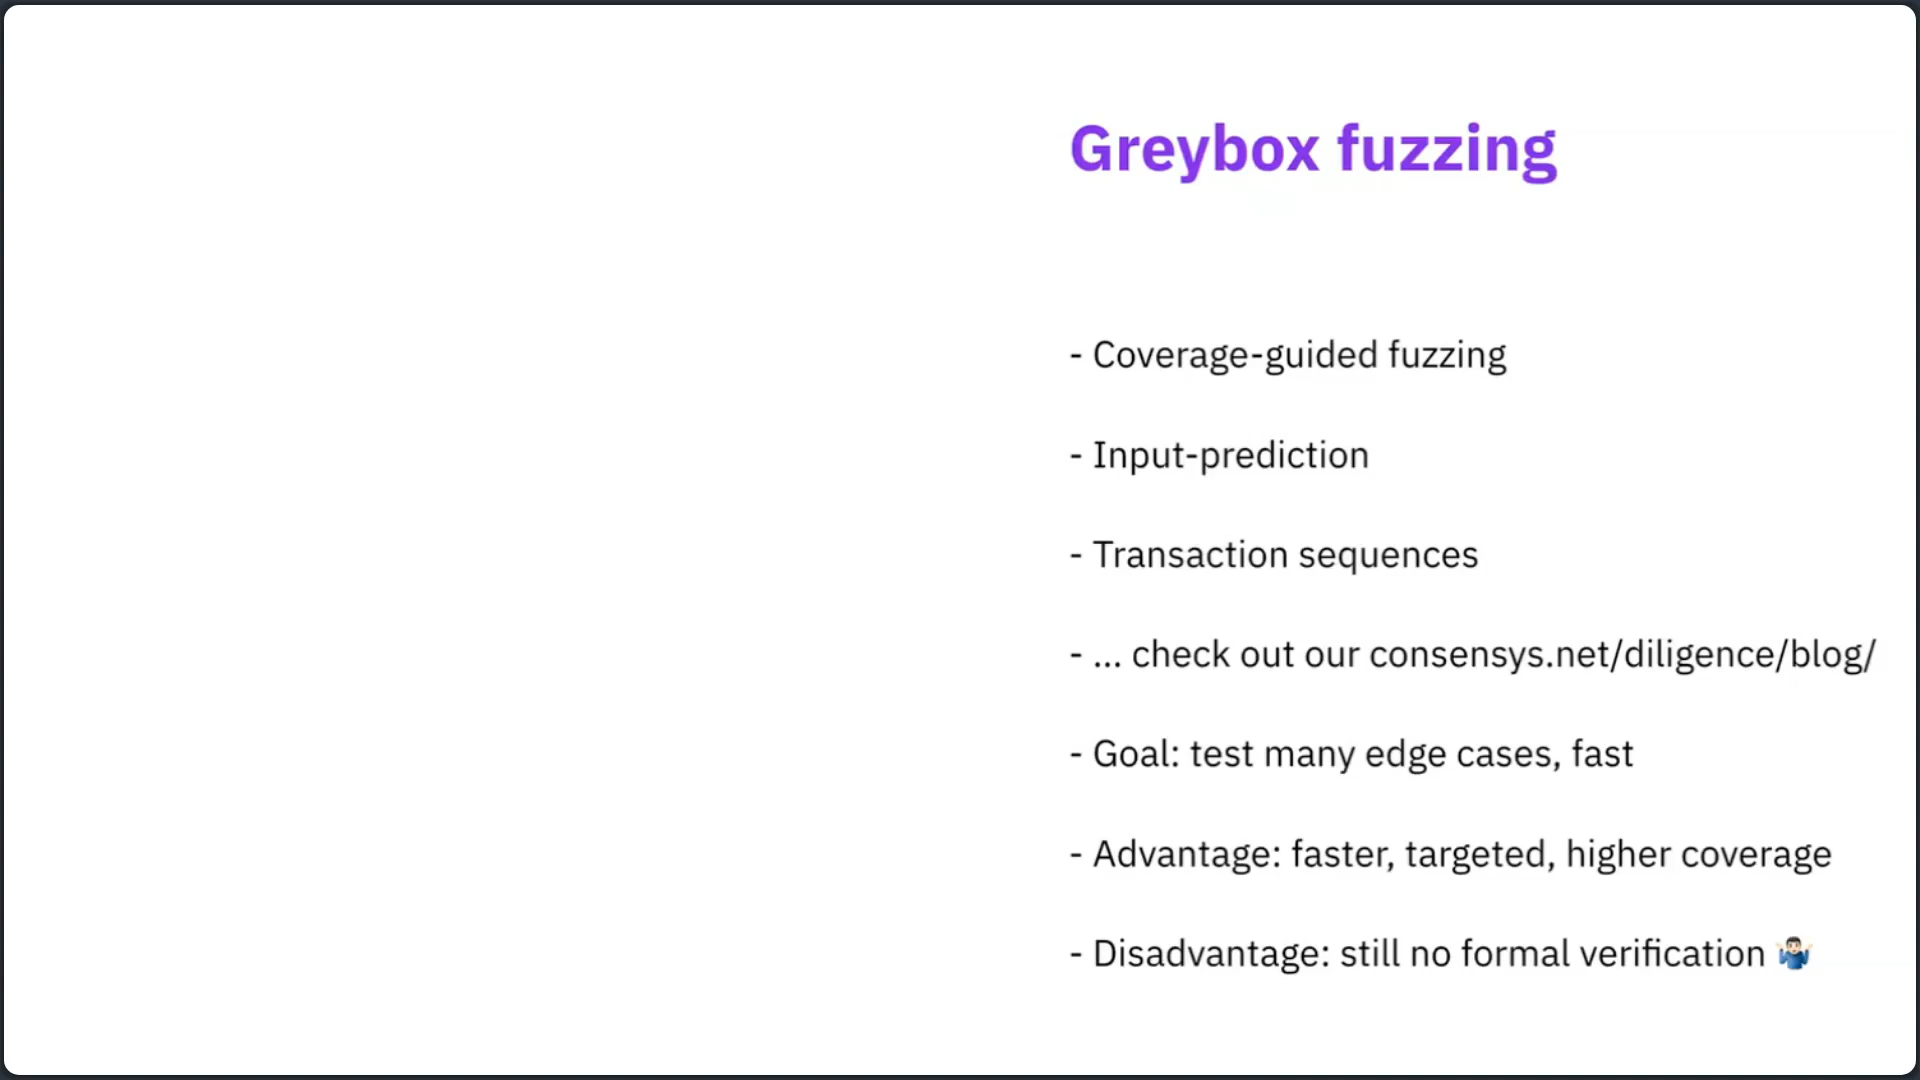 Greybox fuzzing
- Coverage-guided fuzzing
- Input-prediction
- Transaction sequences
- ... check out our consensys.net/diligence/blog/
- Goal: test many edge cases, fast
- Advantage: faster, targeted, higher coverage
- Disadvantage: still no formal verification 🤷🏻‍♂️